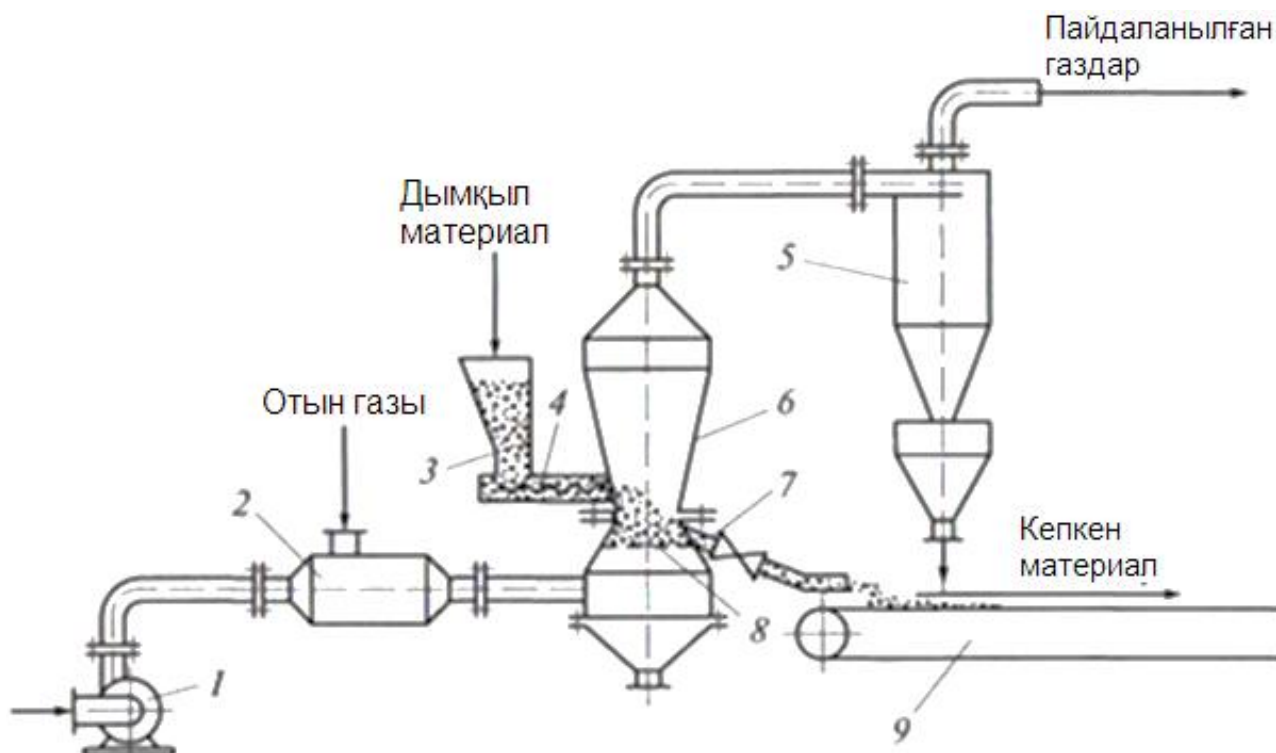 Пайдаланылған
газдар
Дымқыл
материал
5
Отын газы
4
6
3
7
2
Кепкен
материал
8
1
9